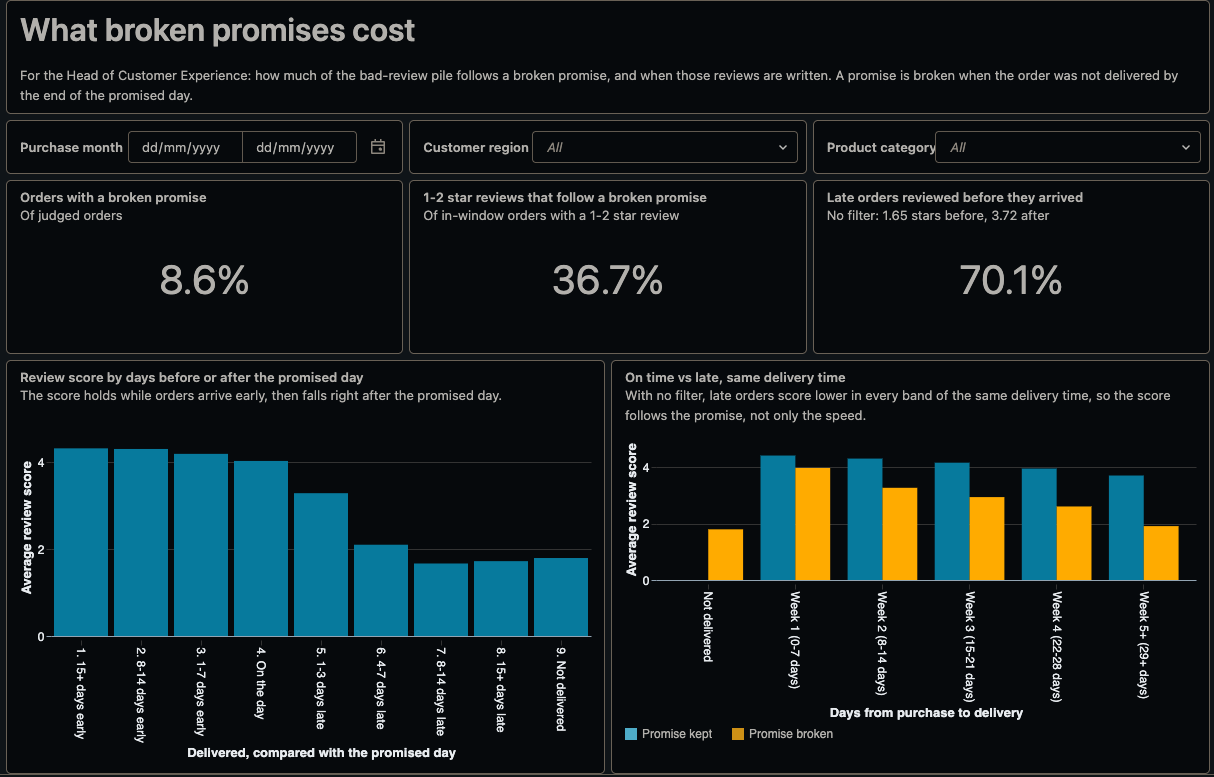 What broken promises cost
For the Head of Customer Experience: how much of the bad-review pile follows a broken promise, and when those reviews are written. A promise is broken when the order was not delivered by
the end of the promised day.
Purchase month dd/mm/yyyy dd/mm/yyyy
Customer region All
Product category All
Orders with a broken promise
Of judged orders
8.6%
1-2 star reviews that follow a broken promise
Of in-window orders with a 1-2 star review
36.7%
Late orders reviewed before they arrived
No filter: 1.65 stars before, 3.72 after
70.1%
Review score by days before or after the promised day
The score holds while orders arrive early, then falls right after the promised day.
Average review score
4
2
0
1. 15+ days early
2. 8-14 days early
3. 1-7 days early
4. On the day
5. 1-3 days late
6. 4-7 days late
7. 8-14 days late
8. 15+ days late
9. Not delivered
Delivered, compared with the promised day
On time vs late, same delivery time
With no filter, late orders score lower in every band of the same delivery time, so the score
follows the promise, not only the speed.
Average review score
4
2
0
Not delivered
Week 1 (0-7 days)
Week 2 (8-14 days)
Week 3 (15-21 days)
Week 4 (22-28 days)
Week 5+ (29+ days)
Days from purchase to delivery
Promise kept
Promise broken